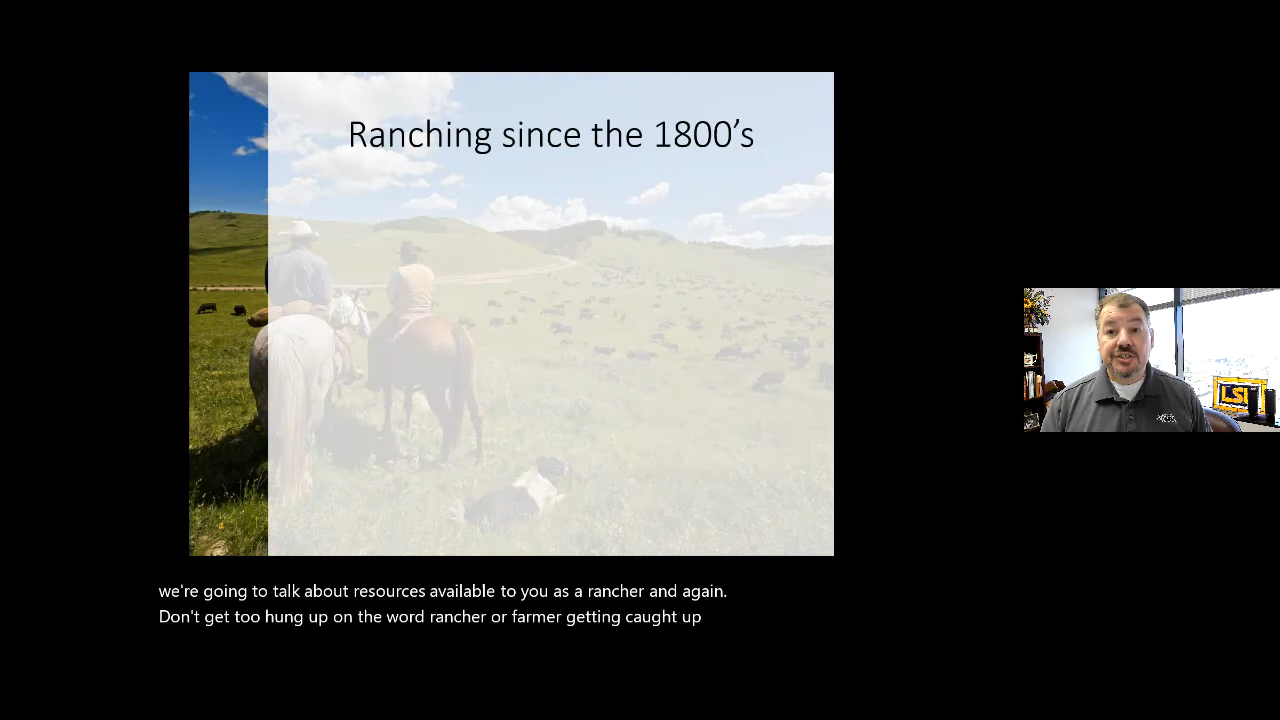 Ranching since the 1800's
LSU
we're going to talk about resources available to you as a rancher and again.
Don't get too hung up on the word rancher or farmer getting caught up